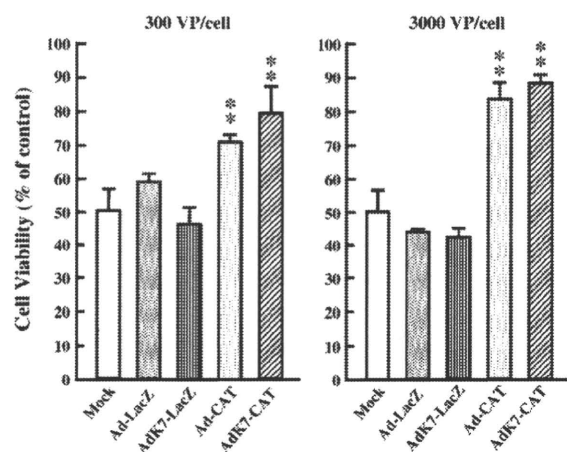 300 VP/cell
3000 VP/cell
Cell Viability (% of control)
100
90
80
70
60
50
40
30
20
10
0
**
**
Mock
Ad-LacZ
AdK7-LacZ
Ad-CAT
AdK7-CAT
100
90
80
70
60
50
40
30
20
10
0
**
**
Mock
Ad-LacZ
AdK7-LacZ
Ad-CAT
AdK7-CAT